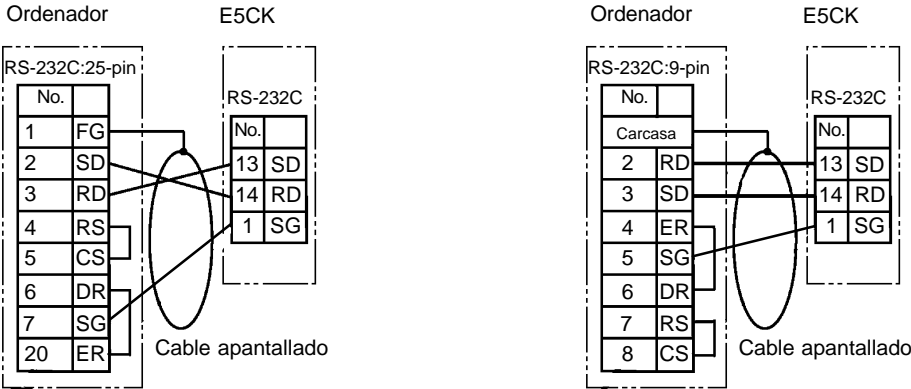 Ordenador E5CK
RS-232C:25-pin
RS-232C
No.
1 FG
2 SD
3 RD
4 RS
5 CS
6 DR
7 SG
20 ER
No.
13 SD
14 RD
1 SG
Cable apantallado
Ordenador E5CK
RS-232C:9-pin
RS-232C
No.
Carcasa
2 RD
3 SD
4 ER
5 SG
6 DR
7 RS
8 CS
No.
13 SD
14 RD
1 SG
Cable apantallado